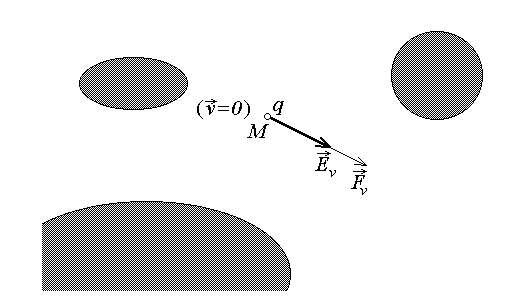 (v⃗=0) q
M
E⃗ᵥ
F⃗ᵥ